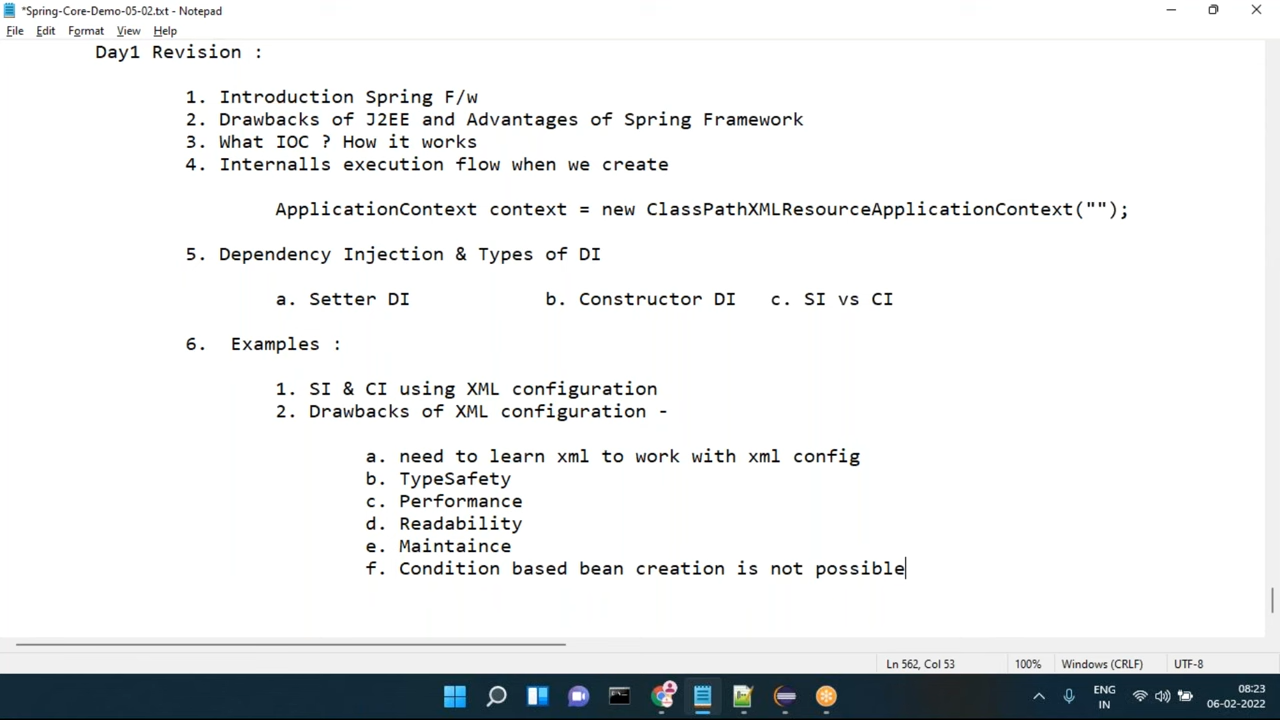 *Spring-Core-Demo-05-02.txt - Notepad
File Edit Format View Help
Day1 Revision :
1. Introduction Spring F/w
2. Drawbacks of J2EE and Advantages of Spring Framework
3. What IOC ? How it works
4. Internalls execution flow when we create
ApplicationContext context = new ClassPathXMLResourceApplicationContext("");
5. Dependency Injection & Types of DI
a. Setter DI b. Constructor DI c. SI vs CI
6. Examples :
1. SI & CI using XML configuration
2. Drawbacks of XML configuration -
a. need to learn xml to work with xml config
b. TypeSafety
c. Performance
d. Readability
e. Maintaince
f. Condition based bean creation is not possible
Ln 562, Col 53 100% Windows (CRLF) UTF-8
ENG
IN
08:23
06-02-2022